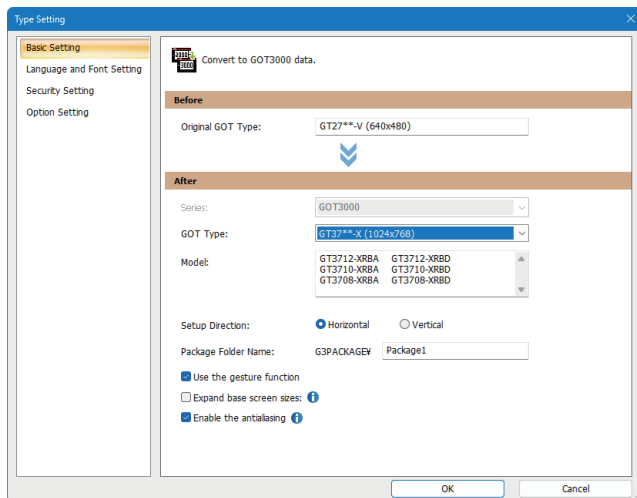 Type Setting
Basic Setting
Language and Font Setting
Security Setting
Option Setting
2000
3000
Convert to GOT3000 data.
Before
Original GOT Type: GT27**-V (640x480)
After
Series: GOT3000
GOT Type: GT37**-X (1024x768)
Model: GT3712-XRBA GT3712-XRBD
GT3710-XRBA GT3710-XRBD
GT3708-XRBA GT3708-XRBD
Setup Direction: Horizontal Vertical
Package Folder Name: G3PACKAGE¥ Package1
Use the gesture function
Expand base screen sizes:
Enable the antialiasing
OK Cancel